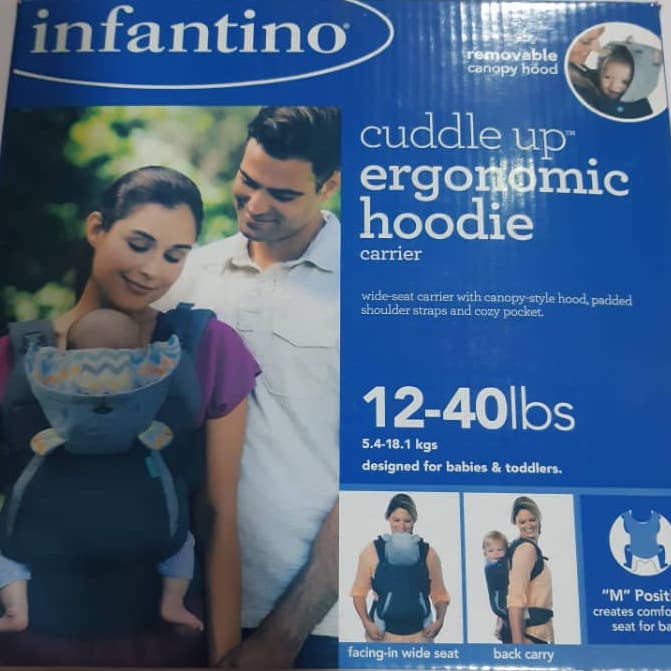 infantino
removable
canopy hood
cuddle up™
ergonomic
hoodie
carrier
wide-seat carrier with canopy-style hood, padded
shoulder straps and cozy pocket.
12-40lbs
5.4-18.1 kgs
designed for babies & toddlers.
facing-in wide seat
back carry
"M" Posit
creates comfo
seat for ba